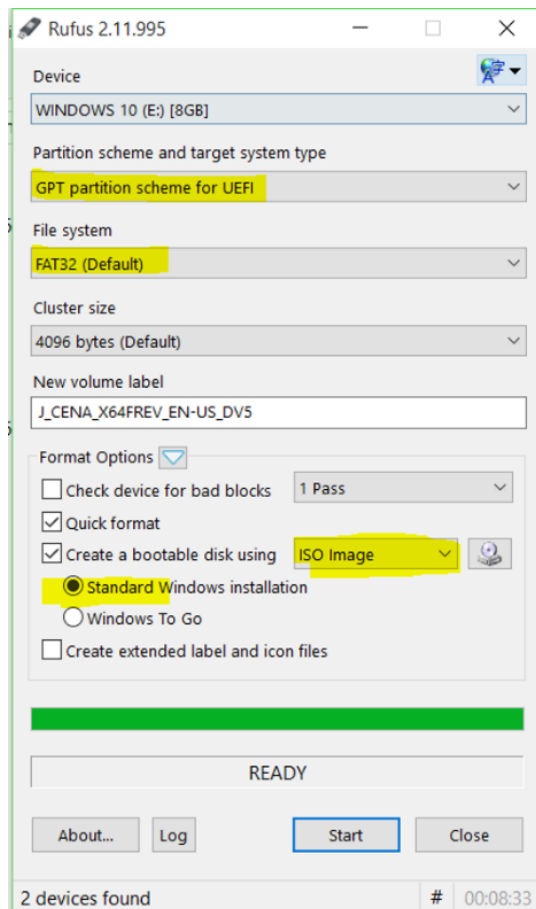 Rufus 2.11.995
Device
WINDOWS 10 (E:) [8GB]
Partition scheme and target system type
GPT partition scheme for UEFI
File system
FAT32 (Default)
Cluster size
4096 bytes (Default)
New volume label
J_CENA_X64FREV_EN-US_DV5
Format Options
Check device for bad blocks 1 Pass
Quick format
Create a bootable disk using ISO Image
Standard Windows installation
Windows To Go
Create extended label and icon files
READY
About... Log Start Close
2 devices found # 00:08:33